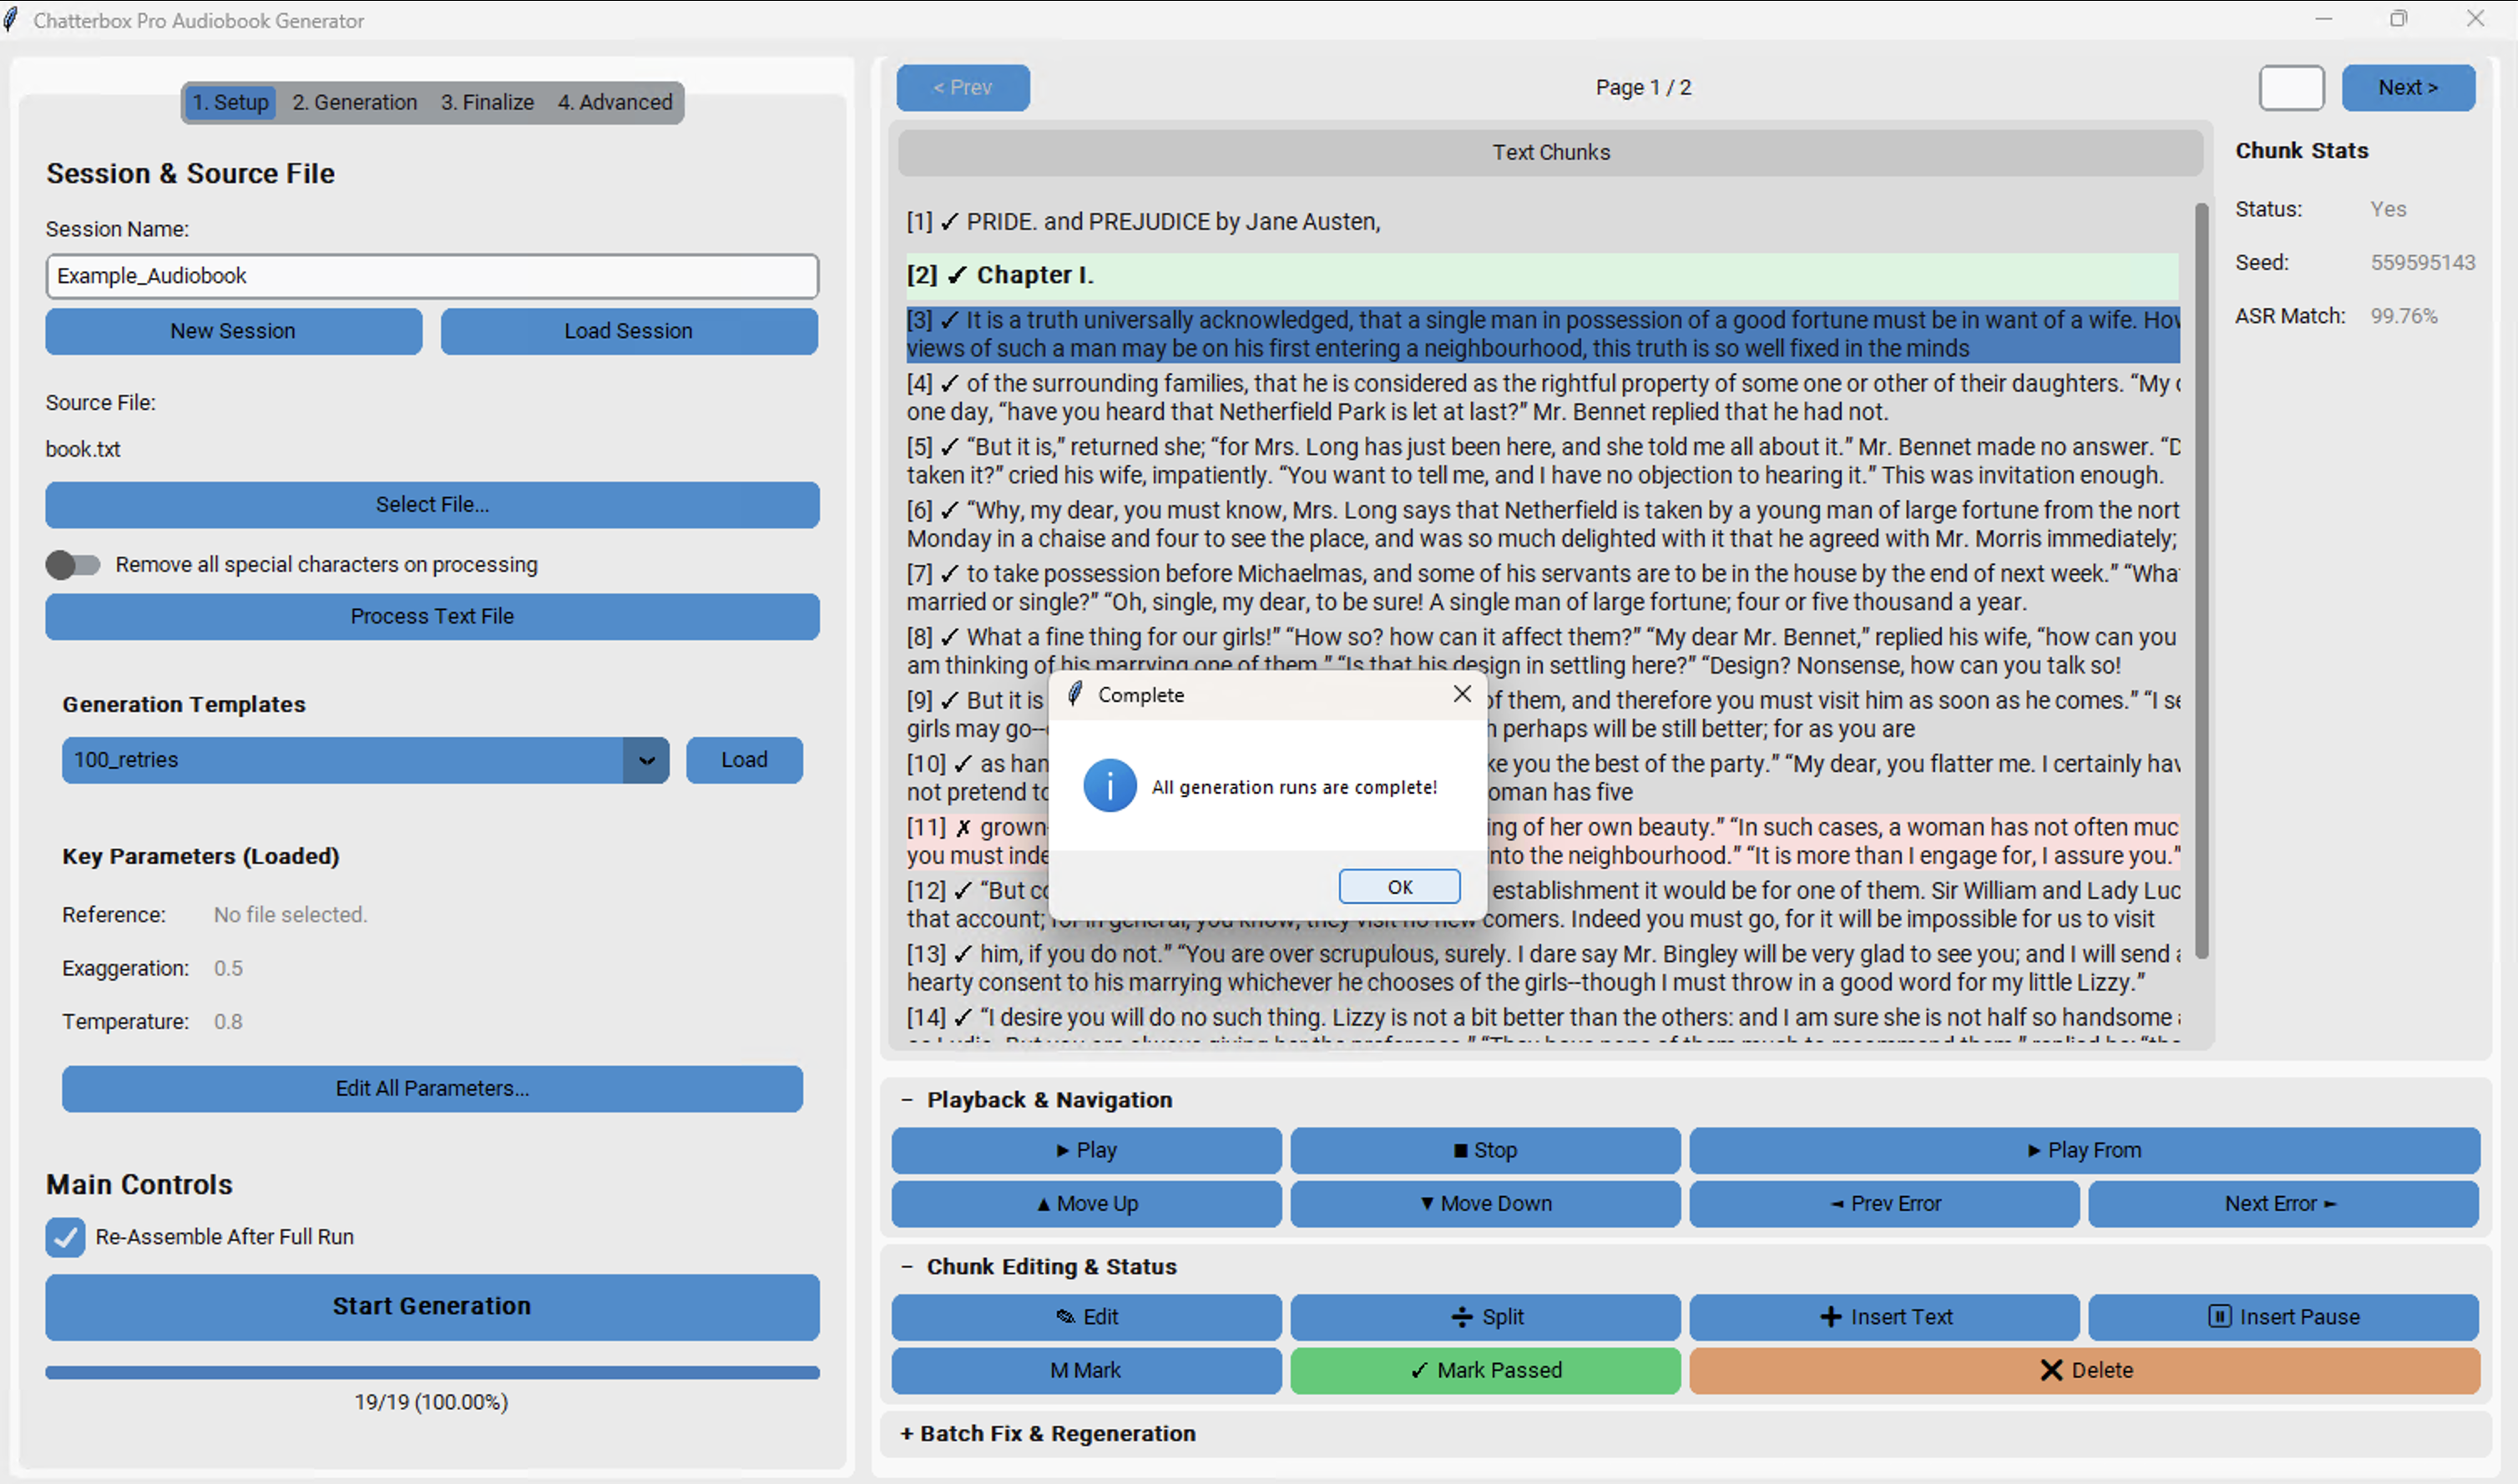 Chatterbox Pro Audiobook Generator
1. Setup 2. Generation 3. Finalize 4. Advanced
Session & Source File
Session Name:
Example_Audiobook
New Session Load Session
Source File:
book.txt
Select File...
Remove all special characters on processing
Process Text File
Generation Templates
100_retries Load
Key Parameters (Loaded)
Reference: No file selected.
Exaggeration: 0.5
Temperature: 0.8
Edit All Parameters...
Main Controls
Re-Assemble After Full Run
Start Generation
19/19 (100.00%)
< Prev Page 1 / 2 Next >
Text Chunks
[1] ✓ PRIDE. and PREJUDICE by Jane Austen,
[2] ✓ Chapter I.
[3] ✓ It is a truth universally acknowledged, that a single man in possession of a good fortune must be in want of a wife.
views of such a man may be on his first entering a neighbourhood, this truth is so well fixed in the minds
[4] ✓ of the surrounding families, that he is considered as the rightful property of some one or other of their daughters. “My
one day, “have you heard that Netherfield Park is let at last?” Mr. Bennet replied that he had not.
[5] ✓ “But it is,” returned she; “for Mrs. Long has just been here, and she told me all about it.” Mr. Bennet made no answer.
taken it?” cried his wife, impatiently. “You want to tell me, and I have no objection to hearing it.” This was invitation enough.
[6] ✓ “Why, my dear, you must know, Mrs. Long says that Netherfield is taken by a young man of large fortune from the nort
Monday in a chaise and four to see the place, and was so much delighted with it that he agreed with Mr. Morris immediately;
[7] ✓ to take possession before Michaelmas, and some of his servants are to be in the house by the end of next week.”
married or single?” “Oh, single, my dear, to be sure! A single man of large fortune; four or five thousand a year.
[8] ✓ What a fine thing for our girls!” “How so? how can it affect them?” “My dear Mr. Bennet,” replied his wife, “how can you
am thinking of his marrying one of them.” “Is that his design in settling here?” “Design? Nonsense, how can you talk so!
[9] ✓ But it is of them, and therefore you must visit him as soon as he comes.” “I
girls may go-- perhaps will be still better; for as you are
[10] ✓ as you the best of the party.” “My dear, you flatter me. I certainly
not pretend has five
[11] ✗ grown of her own beauty.” “In such cases, a woman has not often muc
you must the neighbourhood.” “It is more than I engage for, I assure you.”
[12] ✓ “But establishment it would be for one of them. Sir William and Lady Luc
that account; for in general, you know, they visit no new comers. Indeed you must go, for it will be impossible for us to visit
[13] ✓ him, if you do not.” “You are over scrupulous, surely. I dare say Mr. Bingley will be very glad to see you; and I will send
hearty consent to his marrying whichever he chooses of the girls--though I must throw in a good word for my little Lizzy.”
[14] ✓ “I desire you will do no such thing. Lizzy is not a bit better than the others: and I am sure she is not half so handsome
Complete
All generation runs are complete!
OK
Chunk Stats
Status: Yes
Seed: 559595143
ASR Match: 99.76%
− Playback & Navigation
▶ Play ■ Stop ▶ Play From
▲ Move Up ▼ Move Down ◄ Prev Error Next Error ►
− Chunk Editing & Status
✎ Edit ÷ Split + Insert Text Insert Pause
M Mark ✓ Mark Passed ✕ Delete
+ Batch Fix & Regeneration